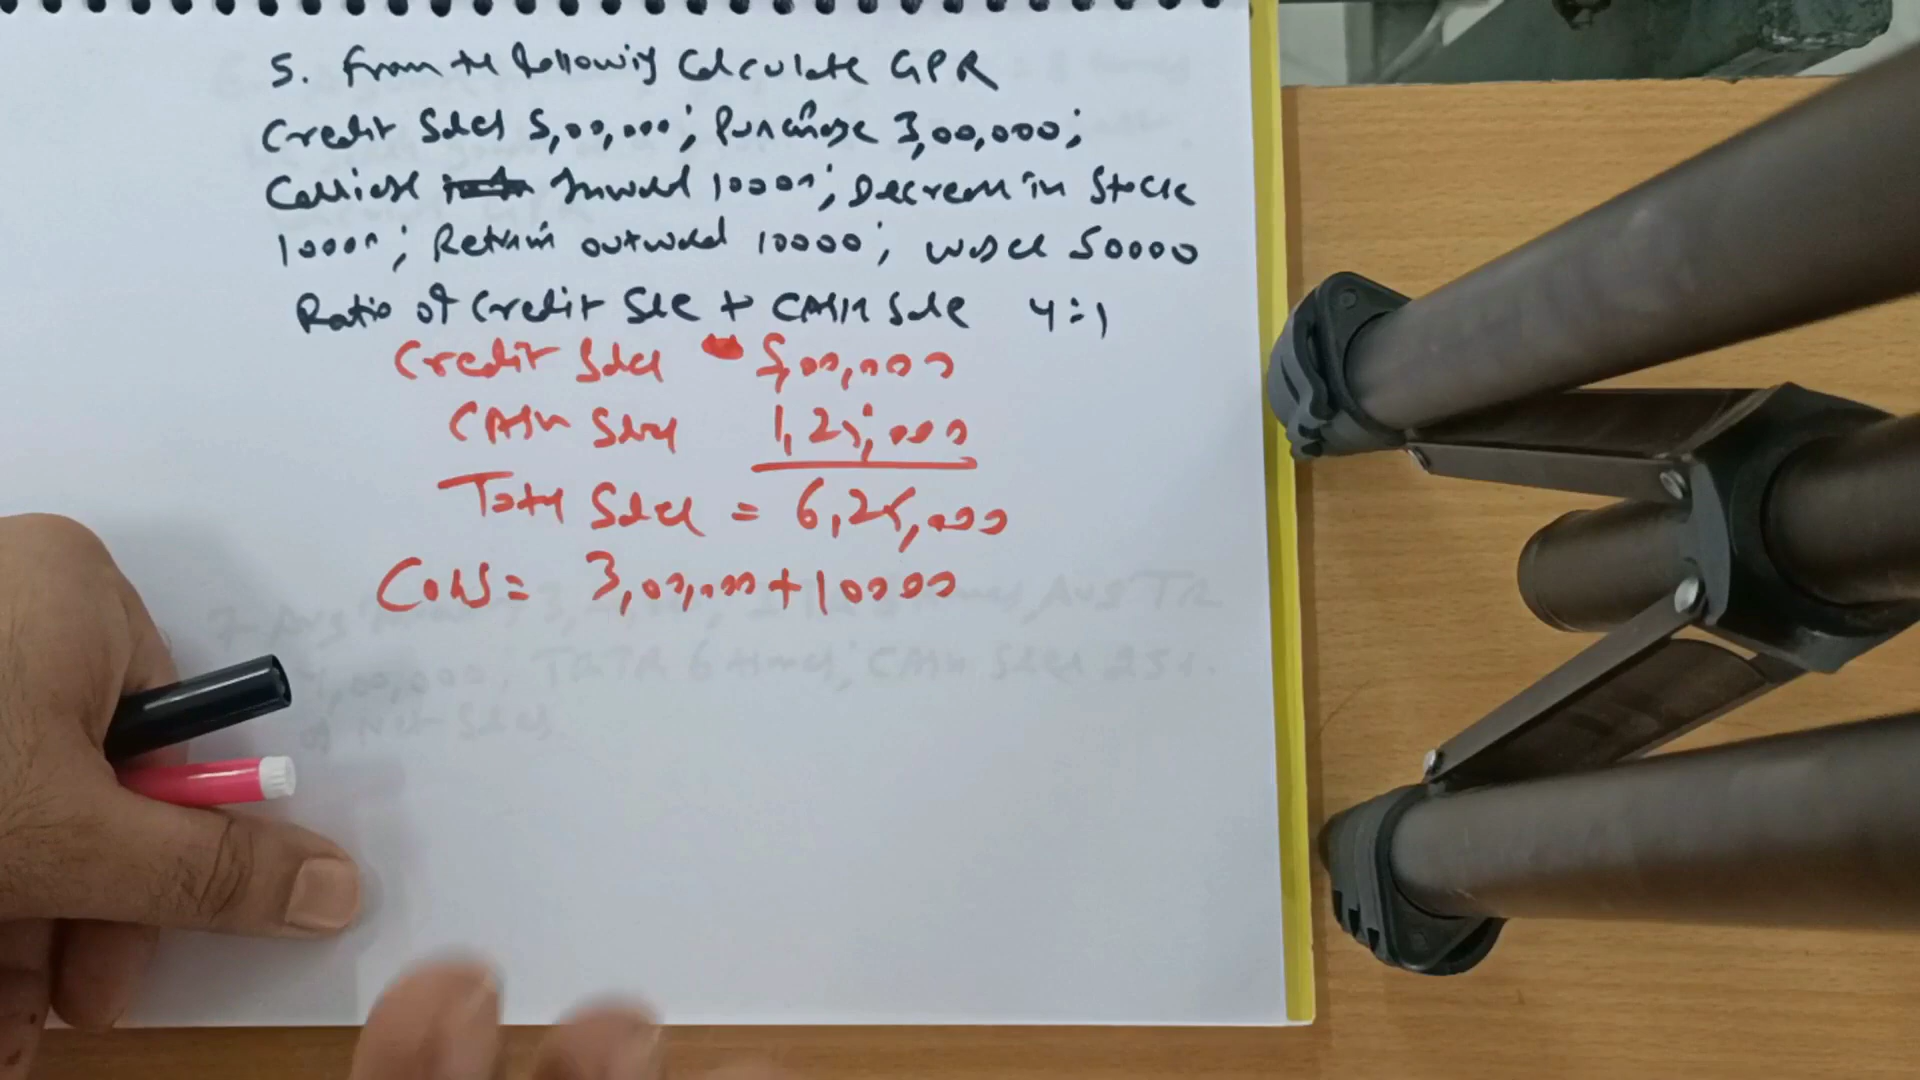 5. From the following Calculate GPR
Credit Sales 5,00,000; Purchase 3,00,000;
Carriage Inward 10000; Decrease in Stock
10000; Return outward 10000; Wages 50000
Ratio of Credit Sale to CASH Sale 4:1
Credit Sales 5,00,000
CASH Sales 1,25,000
Total Sales = 6,25,000
COGS = 3,00,000 + 10000